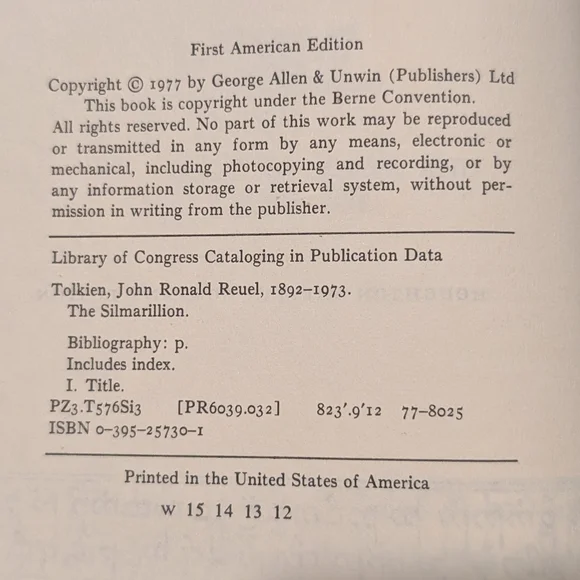 First American Edition
Copyright © 1977 by George Allen & Unwin (Publishers) Ltd
This book is copyright under the Berne Convention.
All rights reserved. No part of this work may be reproduced
or transmitted in any form by any means, electronic or
mechanical, including photocopying and recording, or by
any information storage or retrieval system, without per-
mission in writing from the publisher.
Library of Congress Cataloging in Publication Data
Tolkien, John Ronald Reuel, 1892–1973.
The Silmarillion.
Bibliography: p.
Includes index.
I. Title.
PZ3.T576Si3 [PR6039.032] 823'.9'12 77–8025
ISBN 0–395–25730–1
Printed in the United States of America
W 15 14 13 12